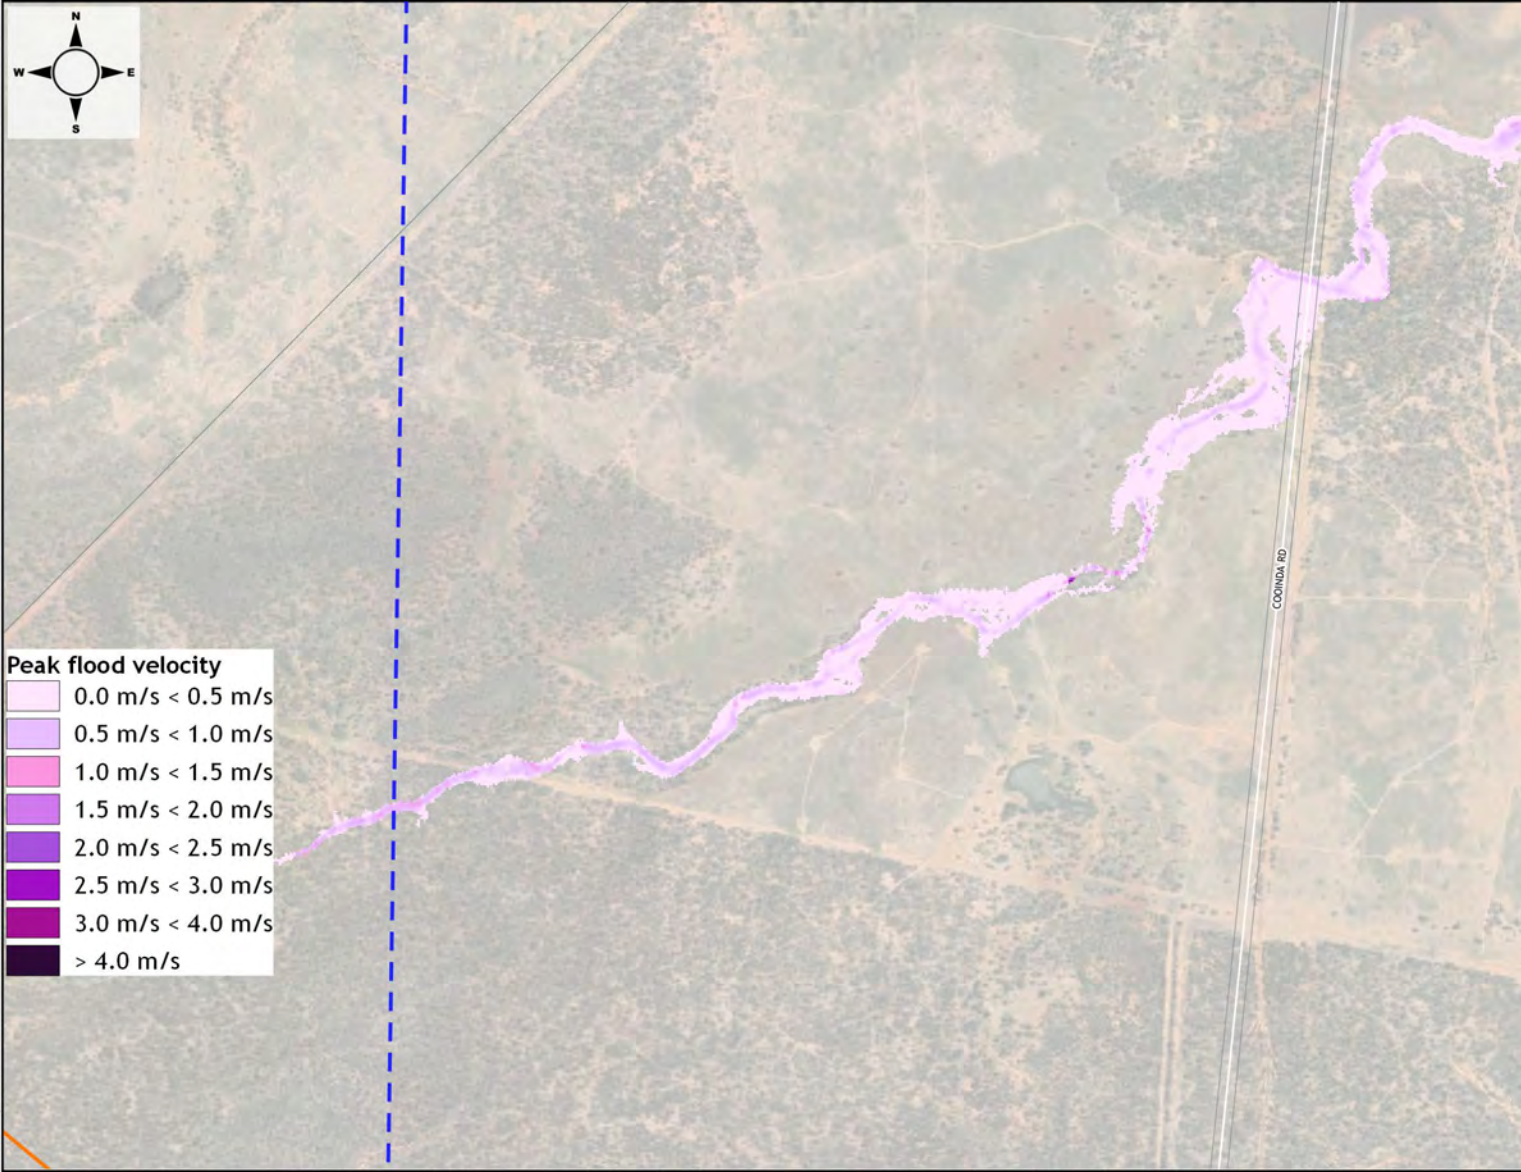 N
W E
S
COOINDA RD
Peak flood velocity
0.0 m/s < 0.5 m/s
0.5 m/s < 1.0 m/s
1.0 m/s < 1.5 m/s
1.5 m/s < 2.0 m/s
2.0 m/s < 2.5 m/s
2.5 m/s < 3.0 m/s
3.0 m/s < 4.0 m/s
> 4.0 m/s